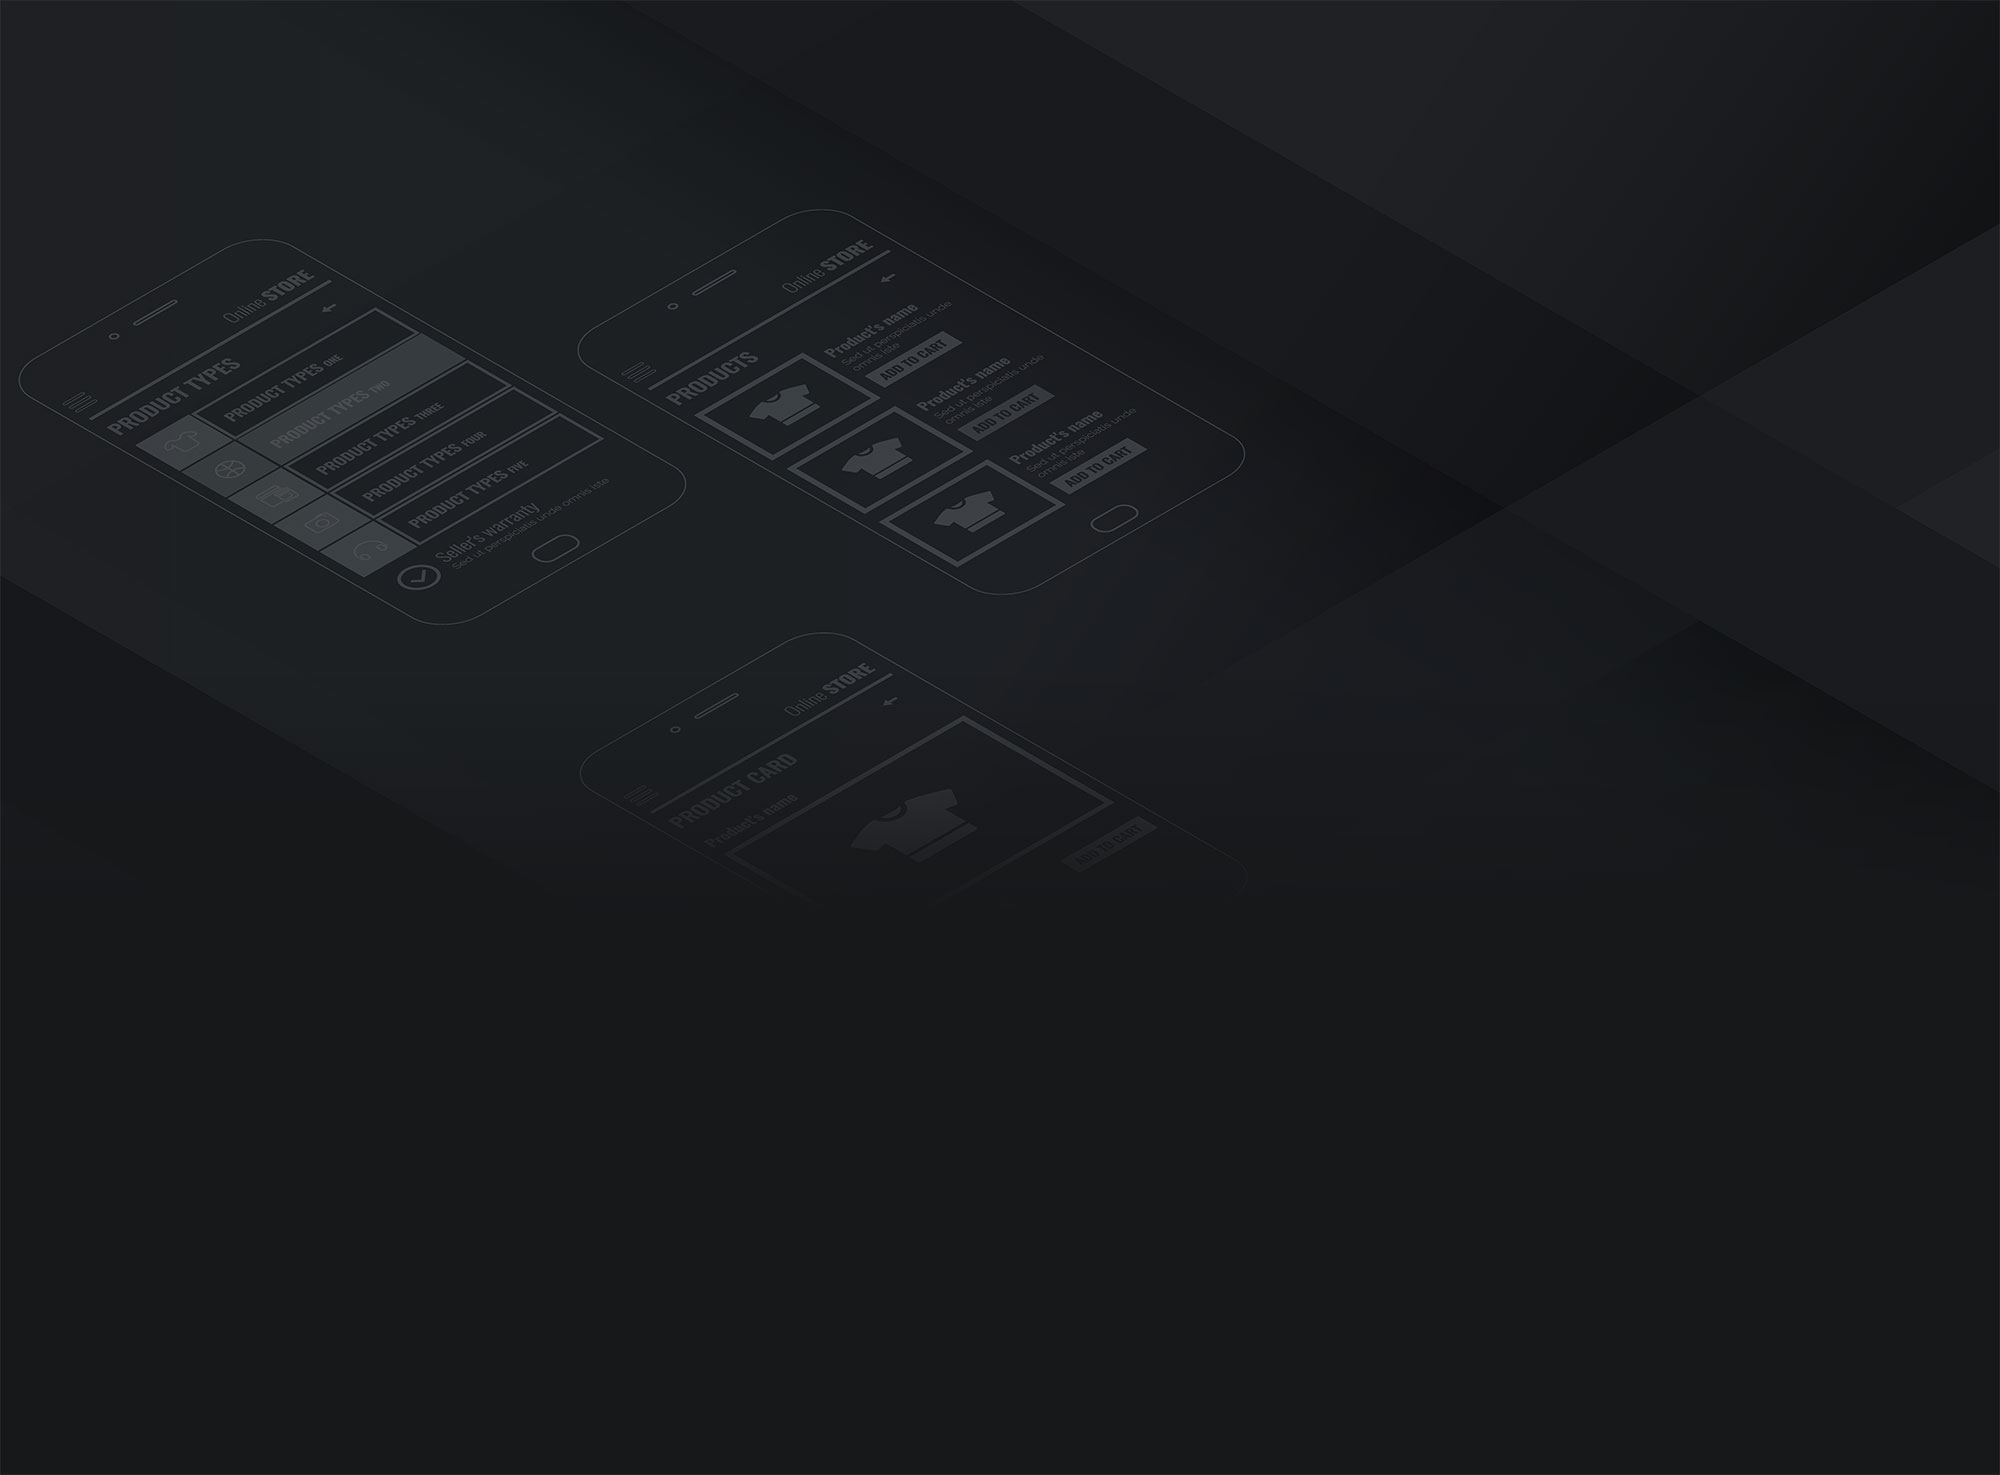 Online STORE
PRODUCT TYPES
PRODUCT TYPES ONE
PRODUCT TYPES TWO
PRODUCT TYPES THREE
PRODUCT TYPES FOUR
PRODUCT TYPES FIVE
Seller's warranty
Sed ut perspiciatis unde omnis iste
Online STORE
PRODUCTS
Product's name
Sed ut perspiciatis unde
omnis iste
ADD TO CART
Product's name
Sed ut perspiciatis unde
omnis iste
ADD TO CART
Product's name
Sed ut perspiciatis unde
omnis iste
ADD TO CART
Online STORE
PRODUCT CARD
Product's name
ADD TO CART